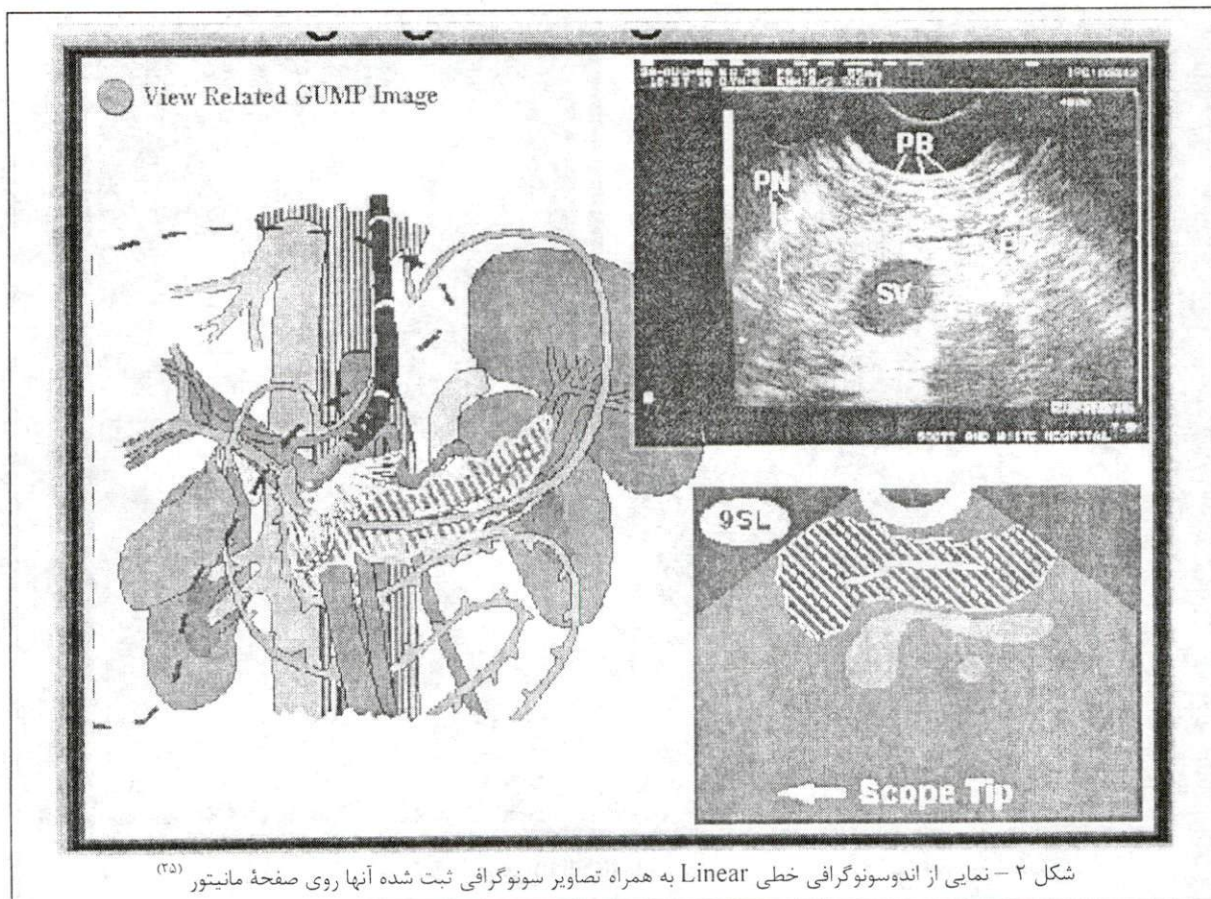 View Related GUMP Image
PB
PN
SV
SCOTT AND WHITE HOSPITAL
9SL
Scope Tip
شکل ۲ – نمایی از اندوسونوگرافی خطی Linear به همراه تصاویر سونوگرافی ثبت شده آنها روی صفحهٔ مانیتور (۳۵)